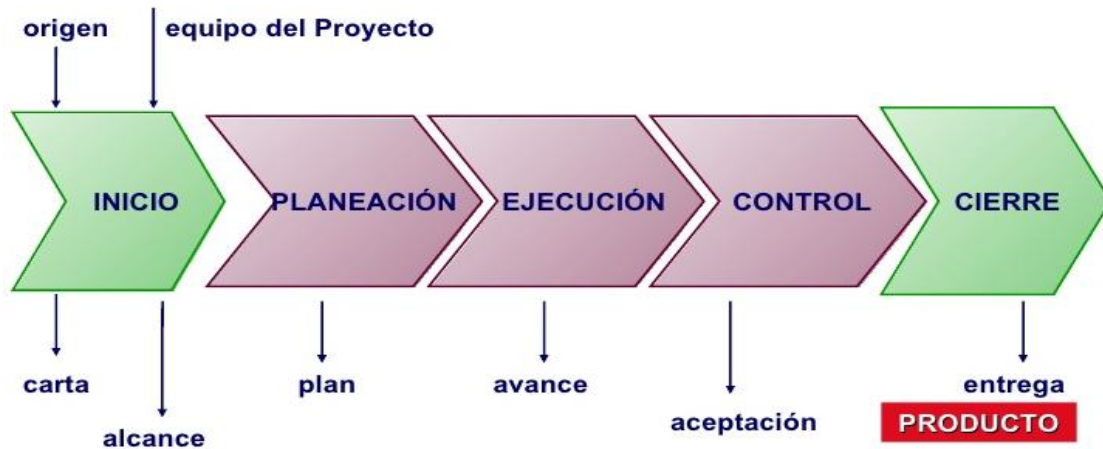 origen
equipo del Proyecto
INICIO
PLANEACIÓN
EJECUCIÓN
CONTROL
CIERRE
carta
plan
avance
entrega
aceptación
PRODUCTO
alcance